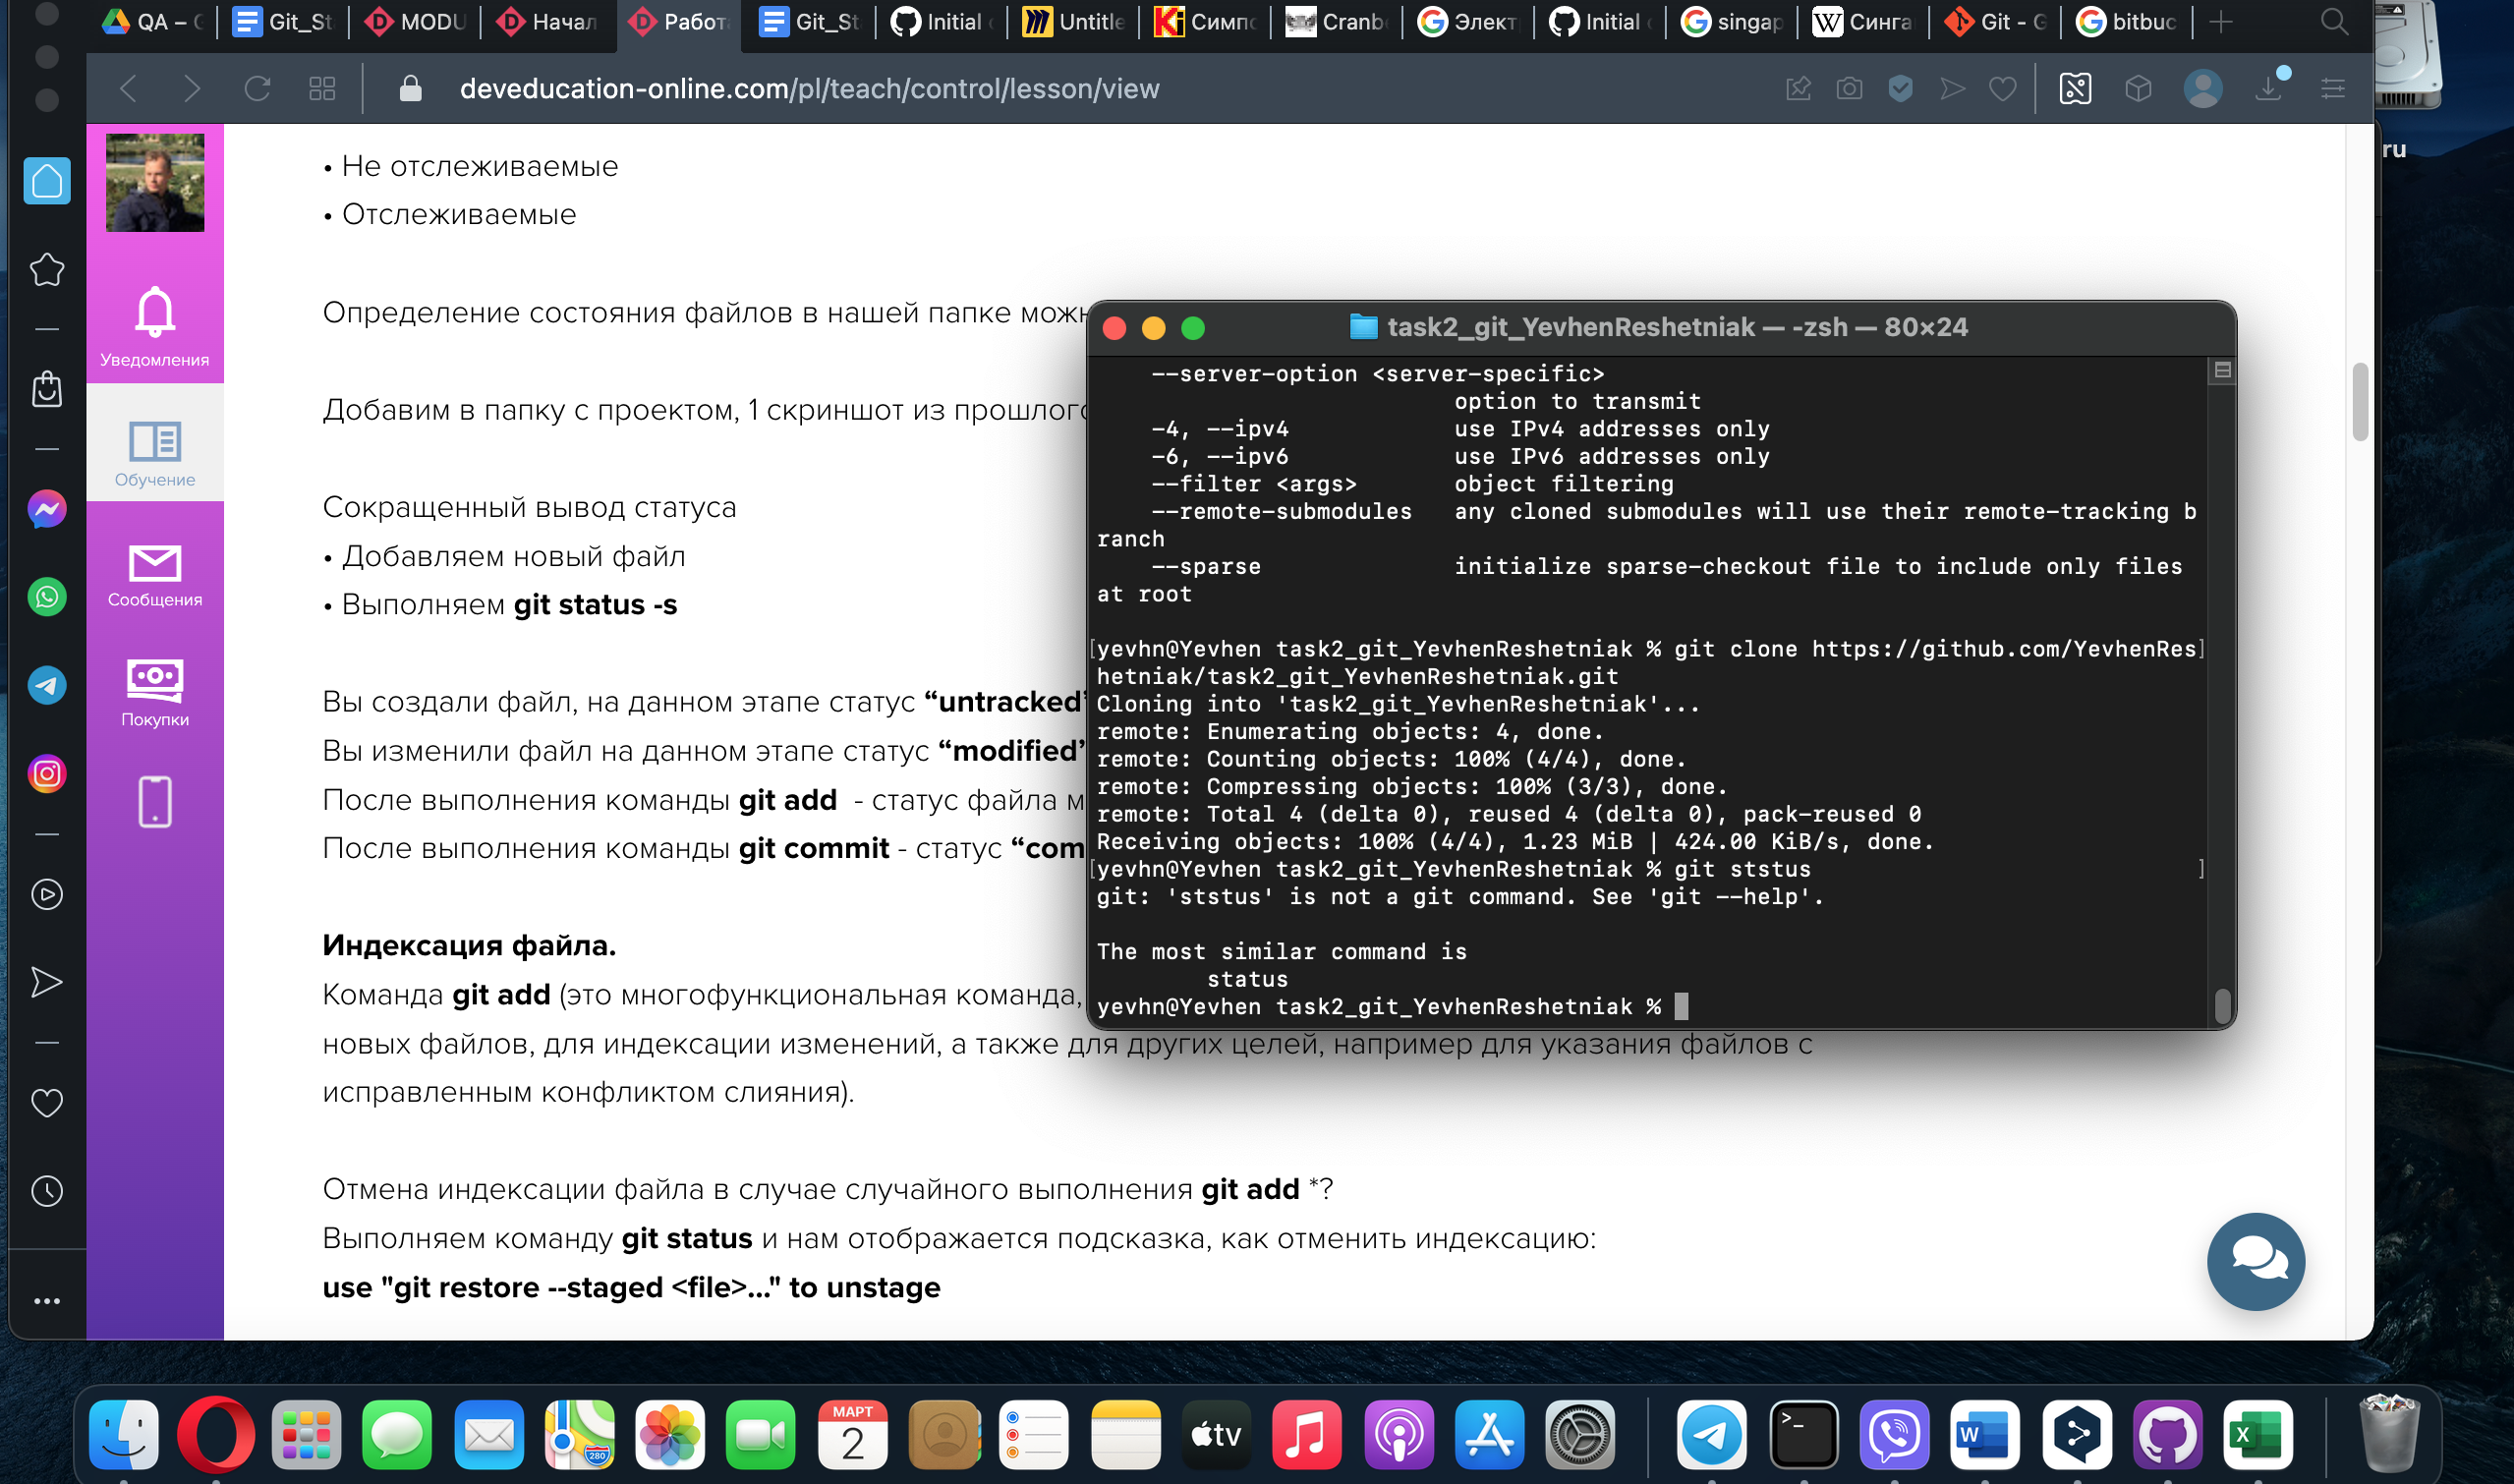 QA – G
Git_St
MODU
Начал
Работ
Git_St
Initial c
Untitle
Симпо
Cranbe
Элект
Initial c
singap
Синга
Git - G
bitbuc
deveducation-online.com/pl/teach/control/lesson/view
ru
Уведомления
Обучение
Сообщения
Покупки
• Не отслеживаемые
• Отслеживаемые
Определение состояния файлов в нашей папке можн
Добавим в папку с проектом, 1 скриншот из прошлого
Сокращенный вывод статуса
• Добавляем новый файл
• Выполняем git status -s
Вы создали файл, на данном этапе статус “untracked”
Вы изменили файл на данном этапе статус “modified”
После выполнения команды git add - статус файла м
После выполнения команды git commit - статус “com
Индексация файла.
Команда git add (это многофункциональная команда,
новых файлов, для индексации изменений, а также для других целей, например для указания файлов с
исправленным конфликтом слияния).
Отмена индексации файла в случае случайного выполнения git add *?
Выполняем команду git status и нам отображается подсказка, как отменить индексацию:
use "git restore --staged <file>..." to unstage
task2_git_YevhenReshetniak — -zsh — 80×24
--server-option <server-specific>
option to transmit
-4, --ipv4 use IPv4 addresses only
-6, --ipv6 use IPv6 addresses only
--filter <args> object filtering
--remote-submodules any cloned submodules will use their remote-tracking b
ranch
--sparse initialize sparse-checkout file to include only files
at root
[yevhn@Yevhen task2_git_YevhenReshetniak % git clone https://github.com/YevhenRes]
hetniak/task2_git_YevhenReshetniak.git
Cloning into 'task2_git_YevhenReshetniak'...
remote: Enumerating objects: 4, done.
remote: Counting objects: 100% (4/4), done.
remote: Compressing objects: 100% (3/3), done.
remote: Total 4 (delta 0), reused 4 (delta 0), pack-reused 0
Receiving objects: 100% (4/4), 1.23 MiB | 424.00 KiB/s, done.
[yevhn@Yevhen task2_git_YevhenReshetniak % git ststus ]
git: 'ststus' is not a git command. See 'git --help'.
The most similar command is
status
yevhn@Yevhen task2_git_YevhenReshetniak %
МАРТ
2
280
tv